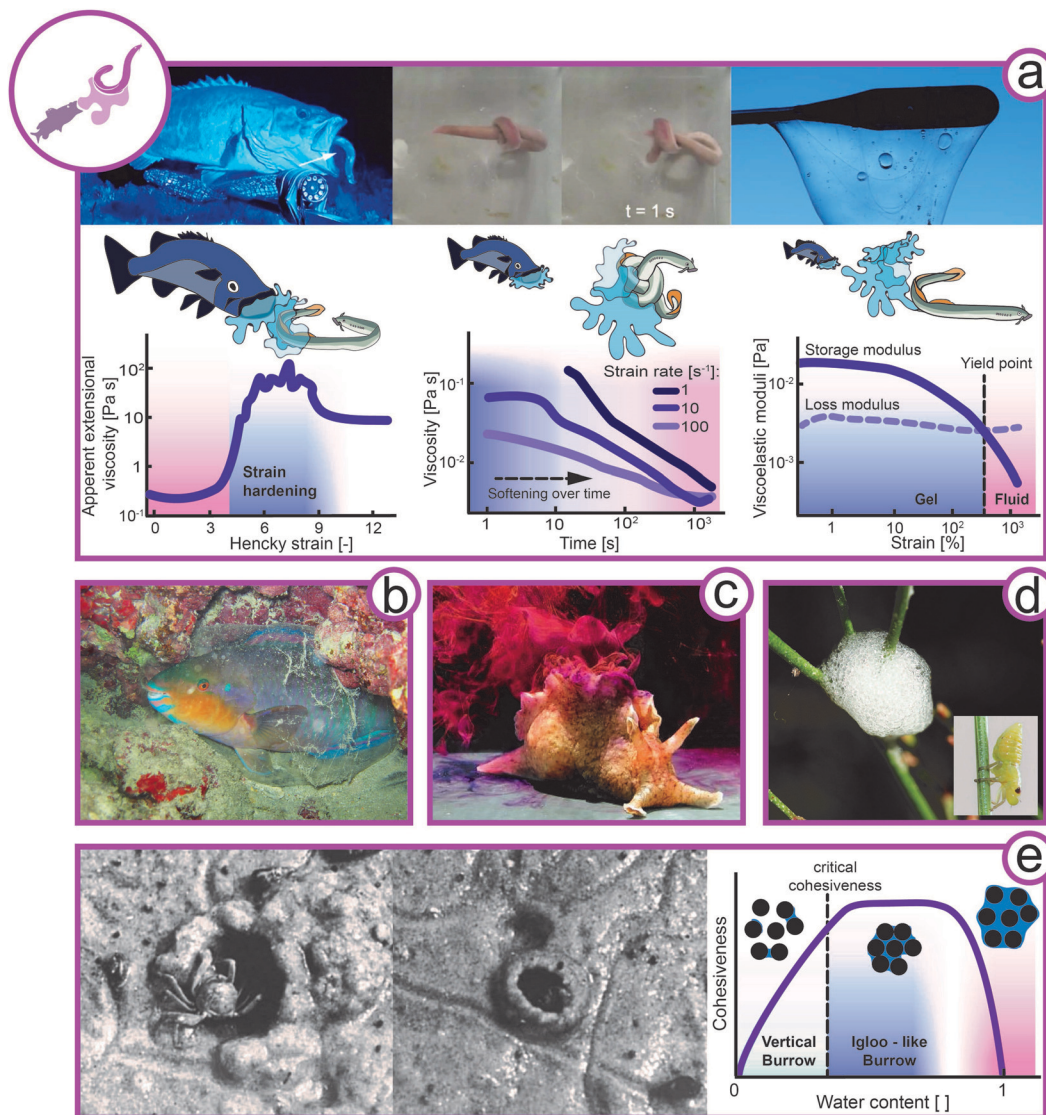 a
t = 1 s
Apparent extensional
viscosity [Pa s]
10²
10
1
10⁻¹
Strain
hardening
0
3
6
9
12
Hencky strain [-]
Viscosity [Pa s]
10⁻¹
10⁻²
Strain rate [s⁻¹]:
1
10
100
Softening over time
1
10
10²
10³
Time [s]
Viscoelastic moduli [Pa]
10⁻²
10⁻³
Storage modulus
Yield point
Loss modulus
Gel
Fluid
1
10
10²
10³
Strain [%]
b
c
d
e
Cohesiveness
critical
cohesiveness
Vertical
Burrow
Igloo - like
Burrow
0
1
Water content [ ]